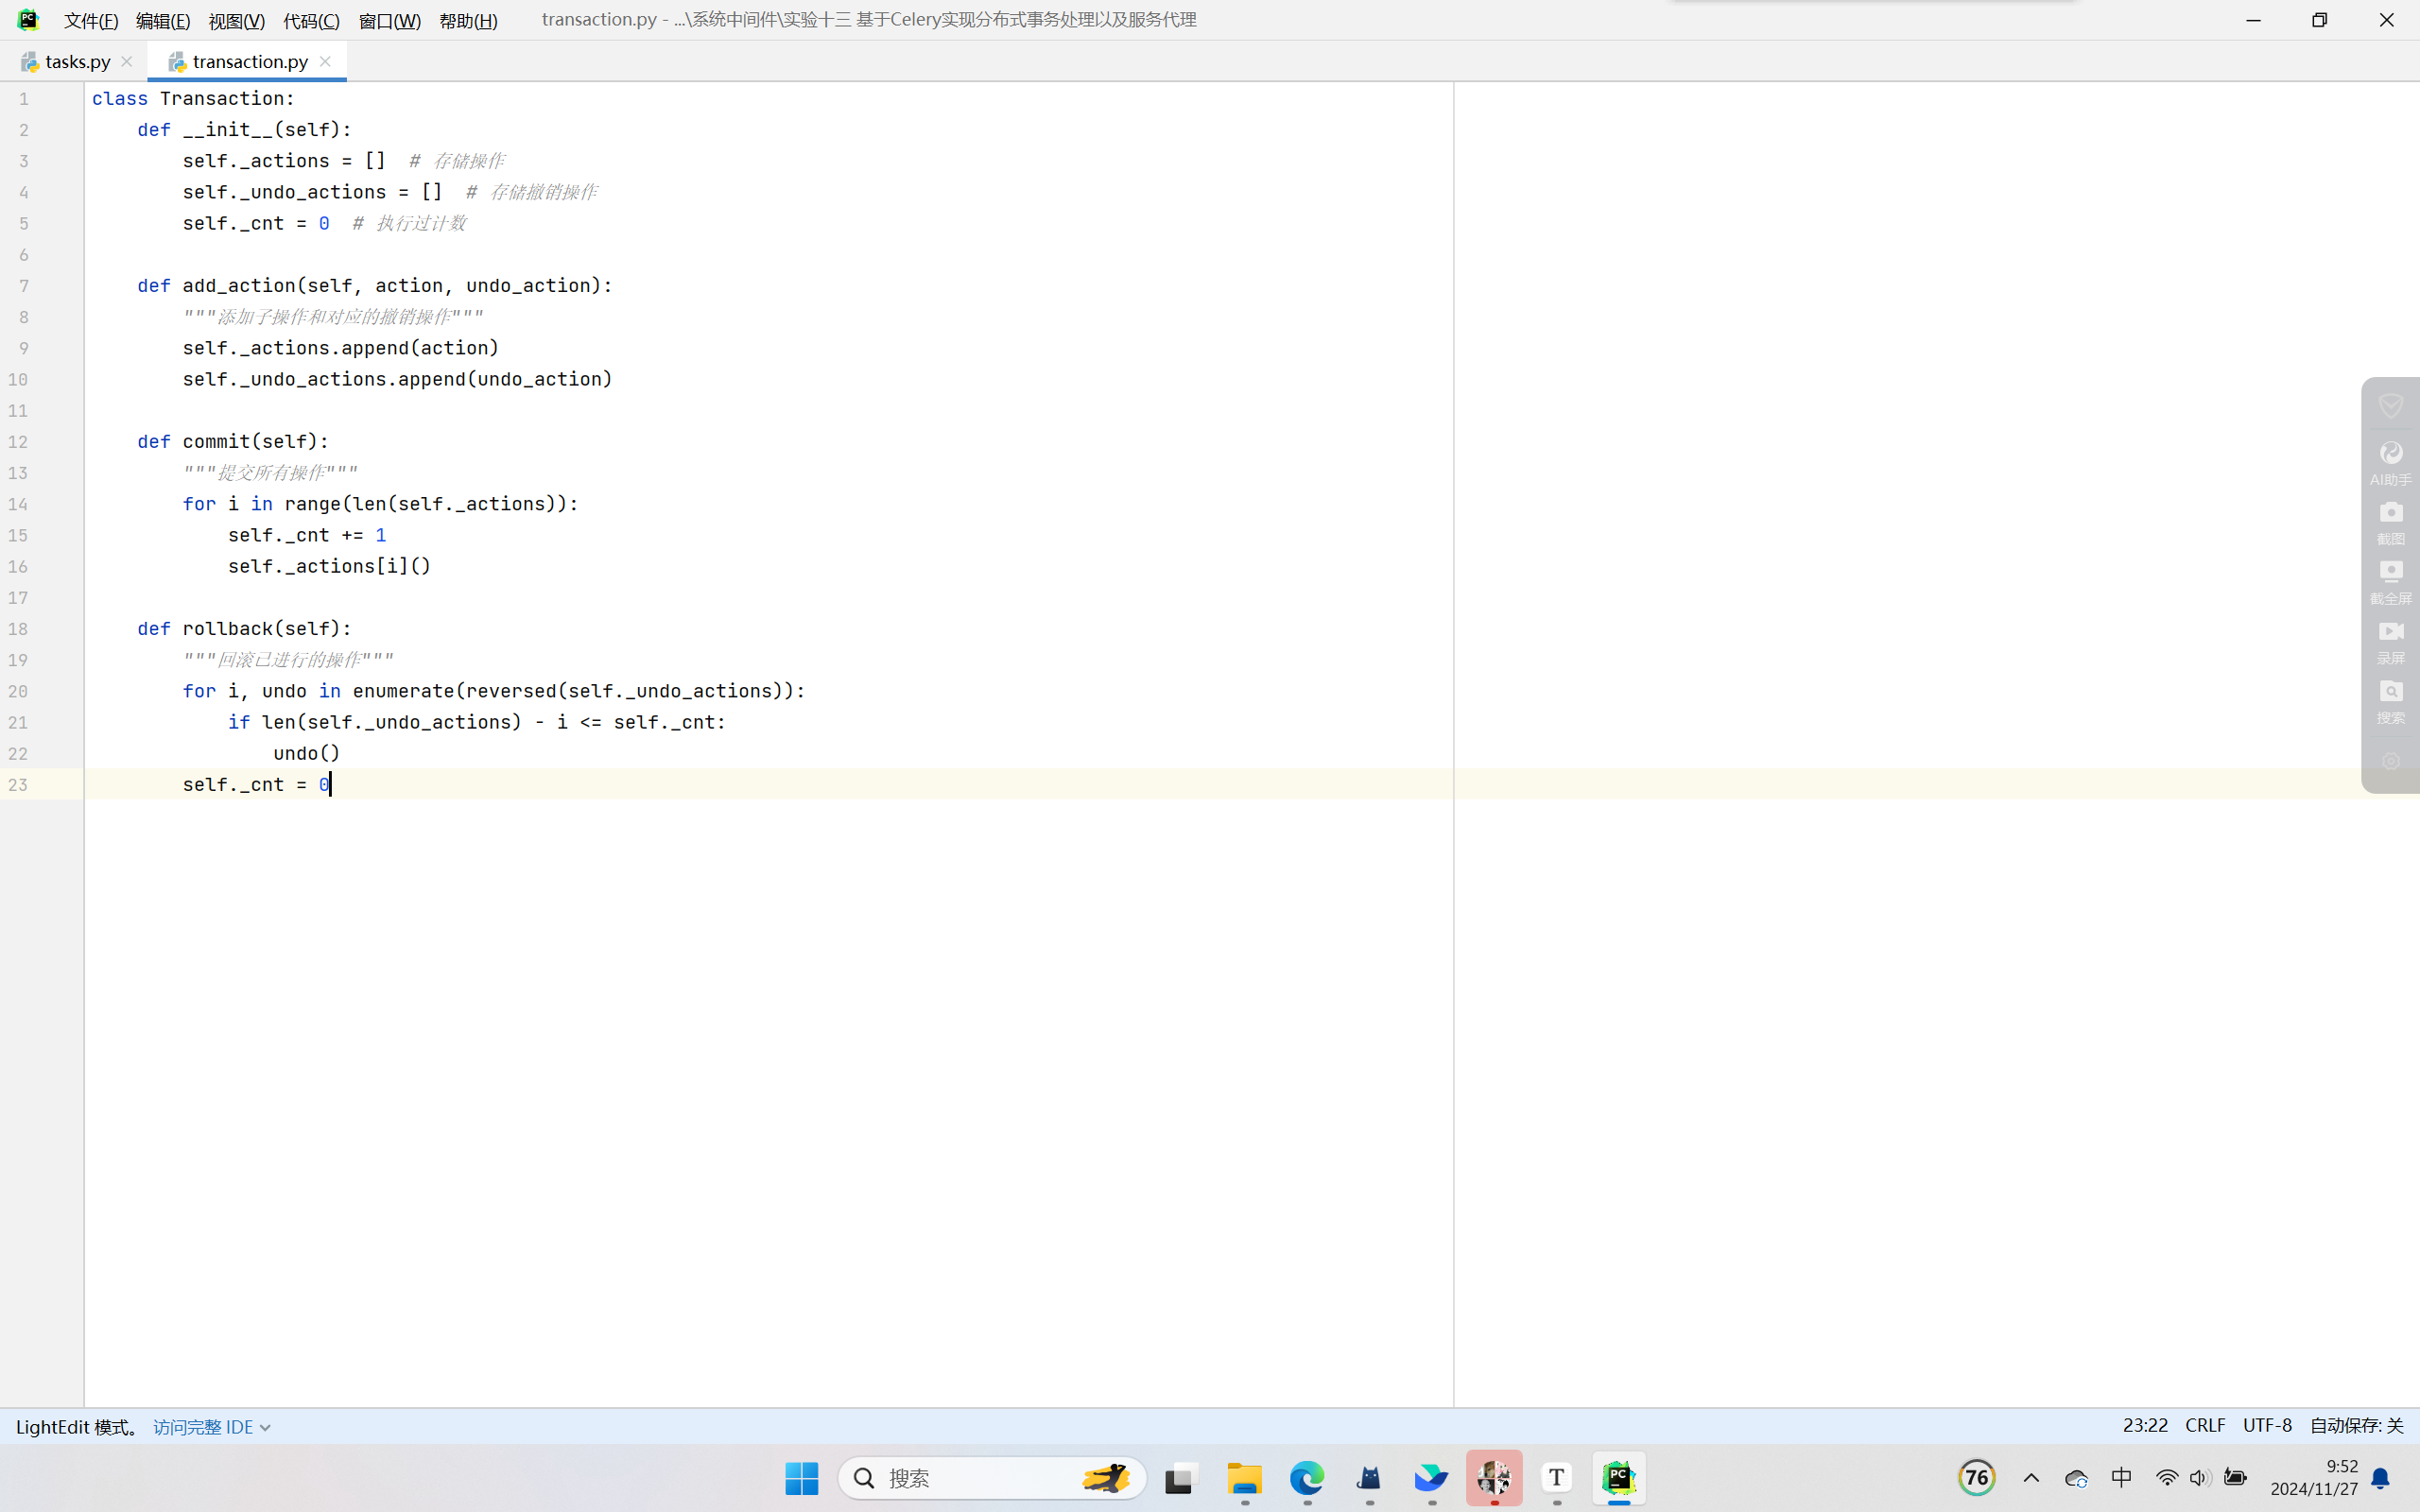 文件(F) 编辑(E) 视图(V) 代码(C) 窗口(W) 帮助(H) transaction.py - ...\系统中间件\实验十三 基于Celery实现分布式事务处理以及服务代理
tasks.py transaction.py
1 class Transaction:
2     def __init__(self):
3         self._actions = []  # 存储操作
4         self._undo_actions = []  # 存储撤销操作
5         self._cnt = 0  # 执行过计数
6
7     def add_action(self, action, undo_action):
8         """添加子操作和对应的撤销操作"""
9         self._actions.append(action)
10         self._undo_actions.append(undo_action)
11
12     def commit(self):
13         """提交所有操作"""
14         for i in range(len(self._actions)):
15             self._cnt += 1
16             self._actions[i]()
17
18     def rollback(self):
19         """回滚已进行的操作"""
20         for i, undo in enumerate(reversed(self._undo_actions)):
21             if len(self._undo_actions) - i <= self._cnt:
22                 undo()
23         self._cnt = 0
AI助手
截图
截全屏
录屏
搜索
LightEdit 模式。 访问完整 IDE 23:22 CRLF UTF-8 自动保存: 关
PC 搜索 T PC 76 中 9:52
2024/11/27